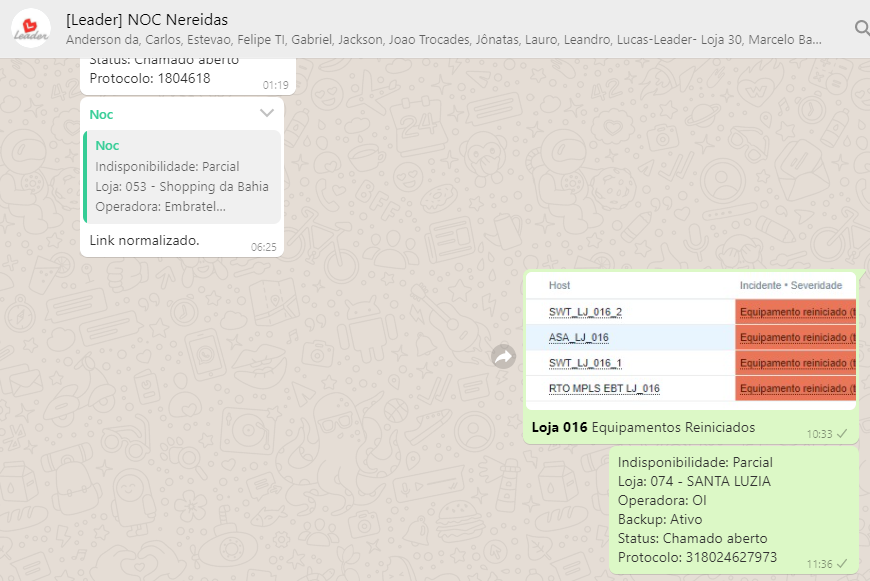 [Leader] NOC Nereidas
Leader
Anderson da, Carlos, Estevao, Felipe TI, Gabriel, Jackson, Joao Trocades, Jônatas, Lauro, Leandro, Lucas-Leader- Loja 30, Marcelo Ba...
Status: Chamado aberto
Protocolo: 1804618
01:19
Noc
Noc
Indisponibilidade: Parcial
Loja: 053 - Shopping da Bahia
Operadora: Embratel...
Link normalizado.
06:25
Host Incidente • Severidade
SWT_LJ_016_2 Equipamento reiniciado (t
ASA_LJ_016 Equipamento reiniciado (t
SWT_LJ_016_1 Equipamento reiniciado (t
RTO MPLS EBT LJ_016 Equipamento reiniciado (t
Loja 016 Equipamentos Reiniciados
10:33
Indisponibilidade: Parcial
Loja: 074 - SANTA LUZIA
Operadora: OI
Backup: Ativo
Status: Chamado aberto
Protocolo: 318024627973
11:36